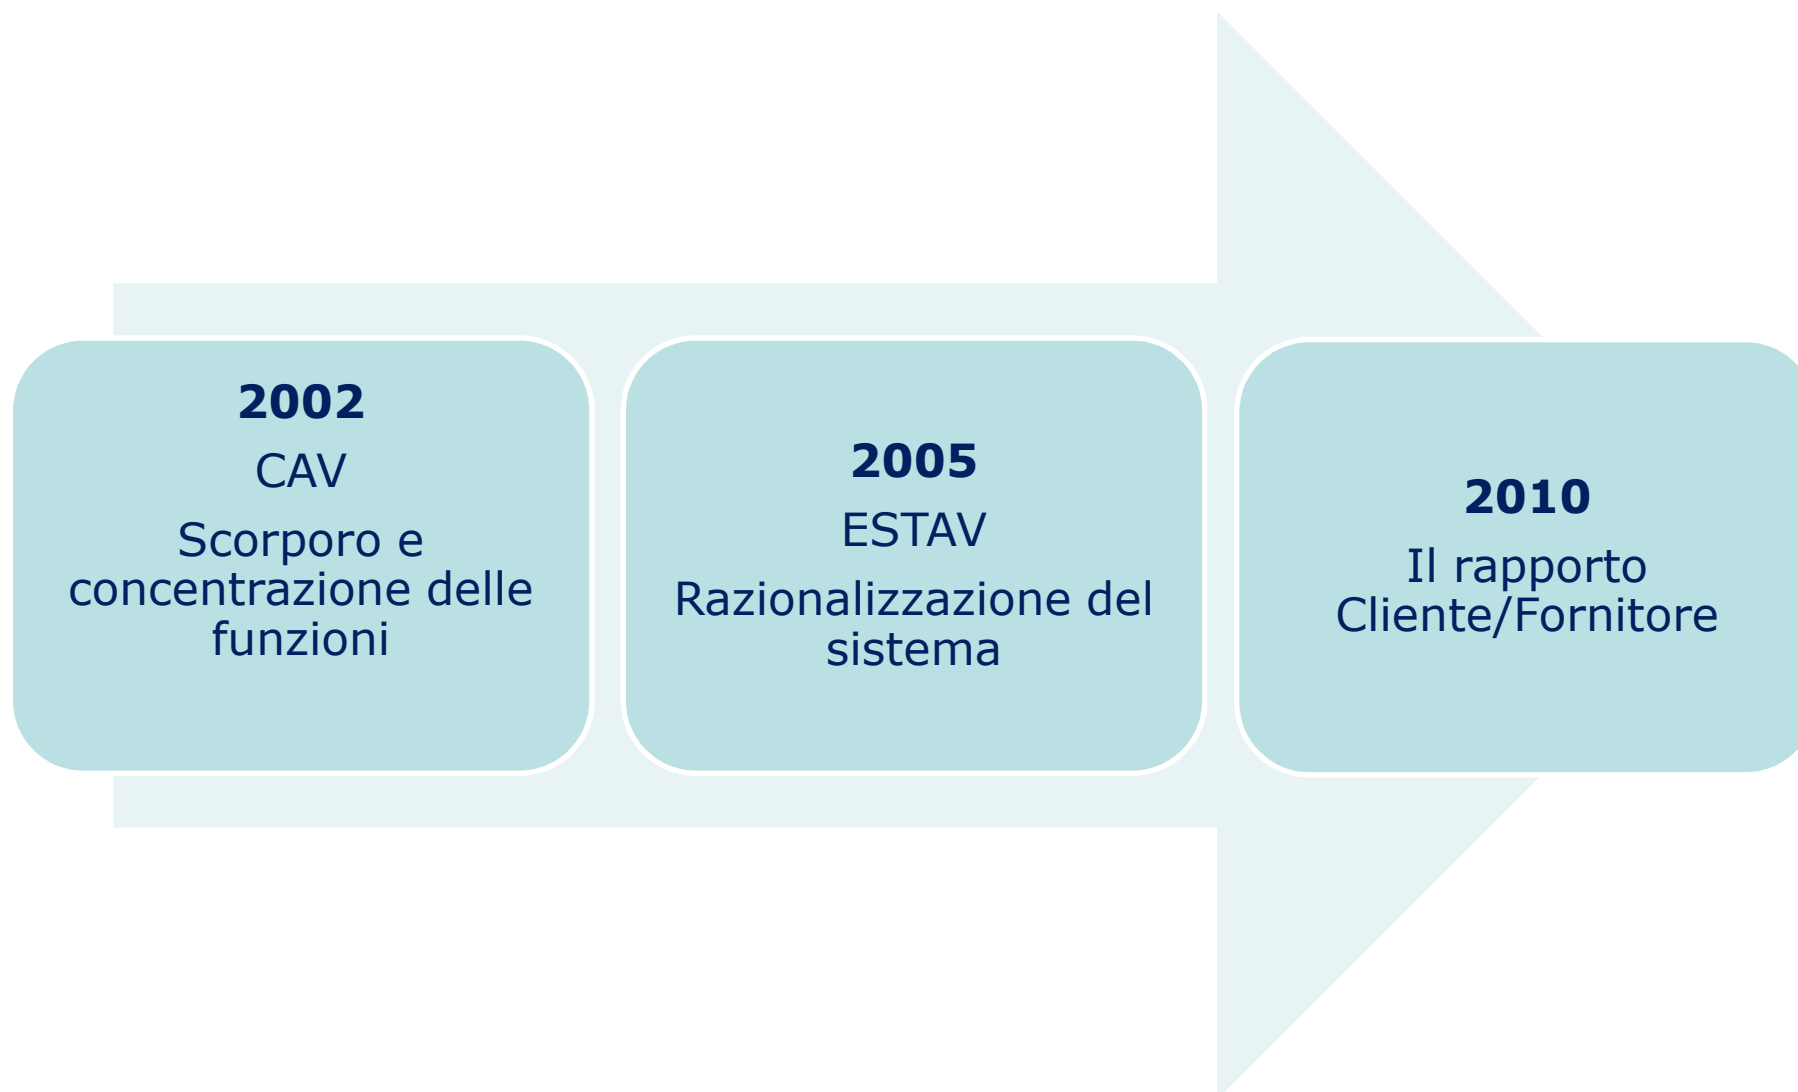 2002
CAV
Scorporo e
concentrazione delle
funzioni
2005
ESTAV
Razionalizzazione del
sistema
2010
Il rapporto
Cliente/Fornitore